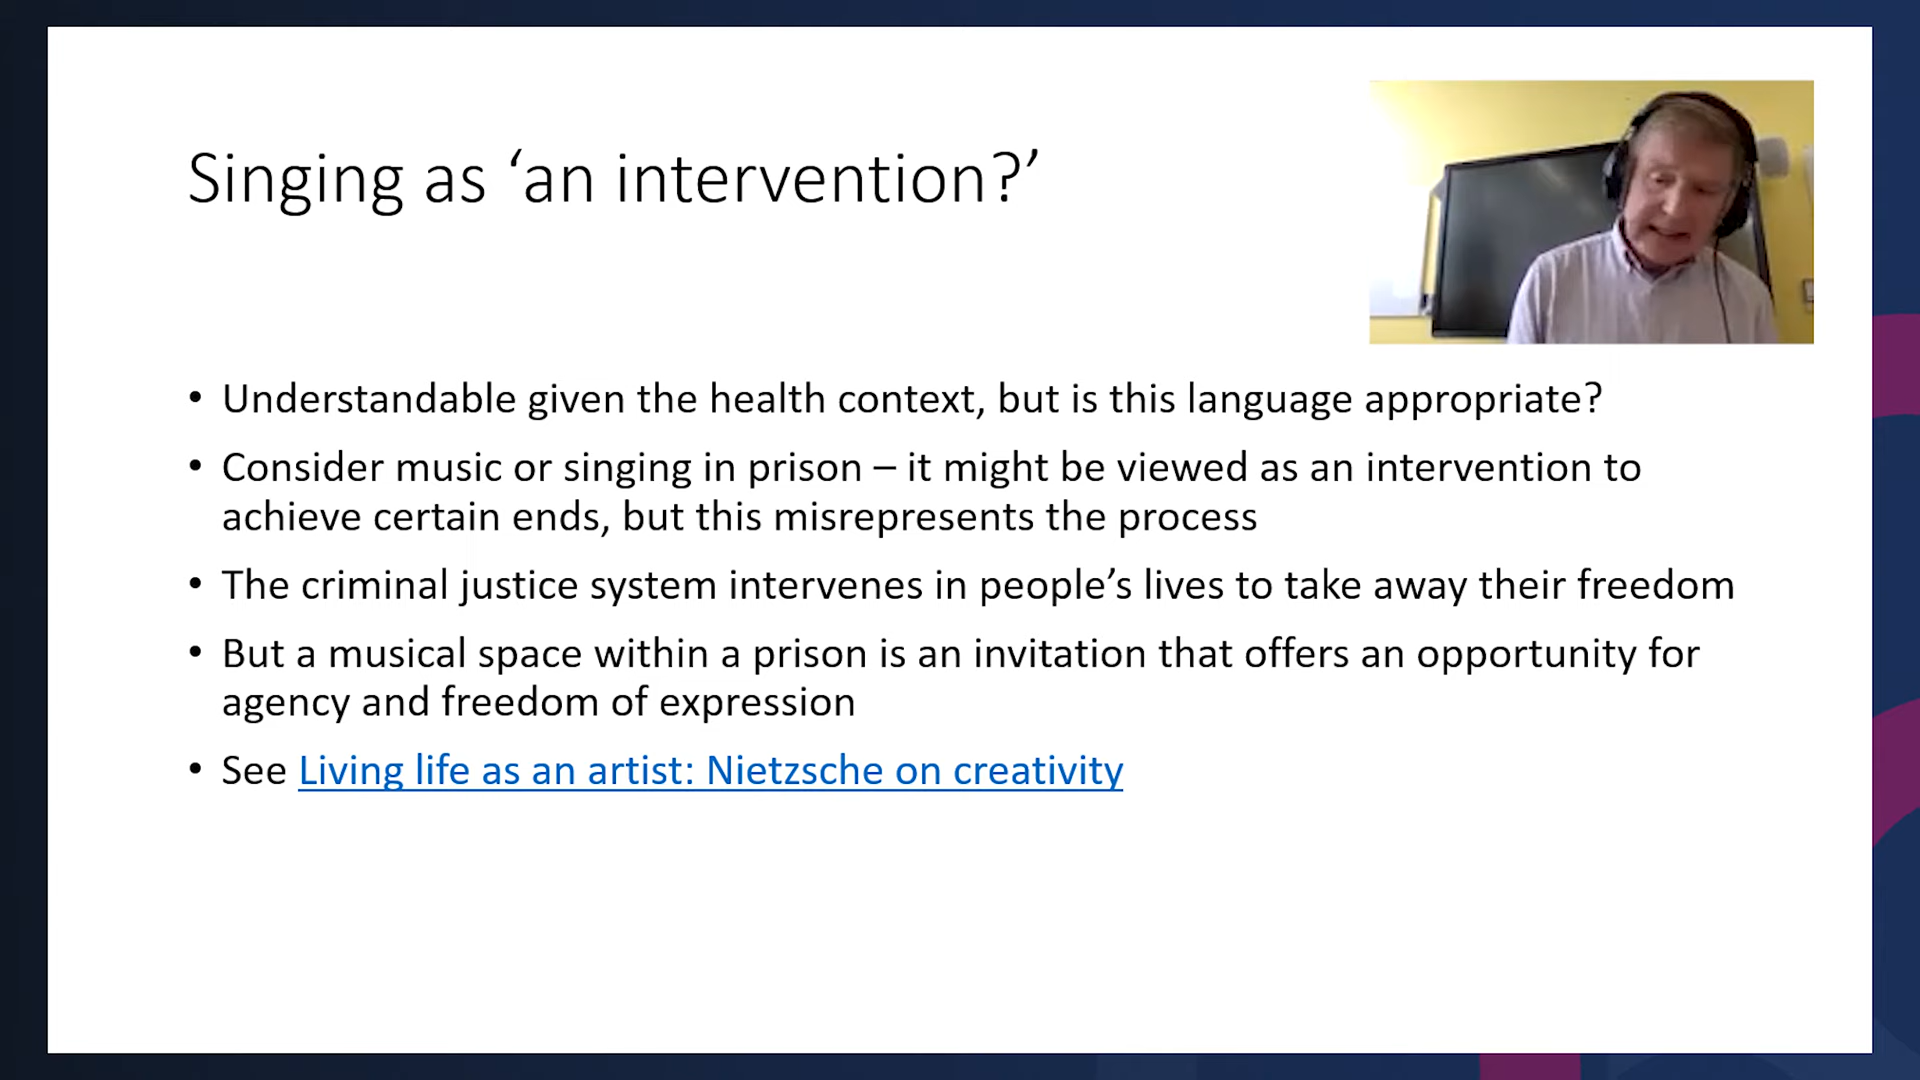 Singing as ‘an intervention?’
• Understandable given the health context, but is this language appropriate?
• Consider music or singing in prison – it might be viewed as an intervention to
achieve certain ends, but this misrepresents the process
• The criminal justice system intervenes in people’s lives to take away their freedom
• But a musical space within a prison is an invitation that offers an opportunity for
agency and freedom of expression
• See Living life as an artist: Nietzsche on creativity